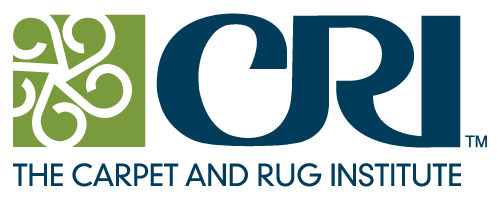 CRI™
THE CARPET AND RUG INSTITUTE